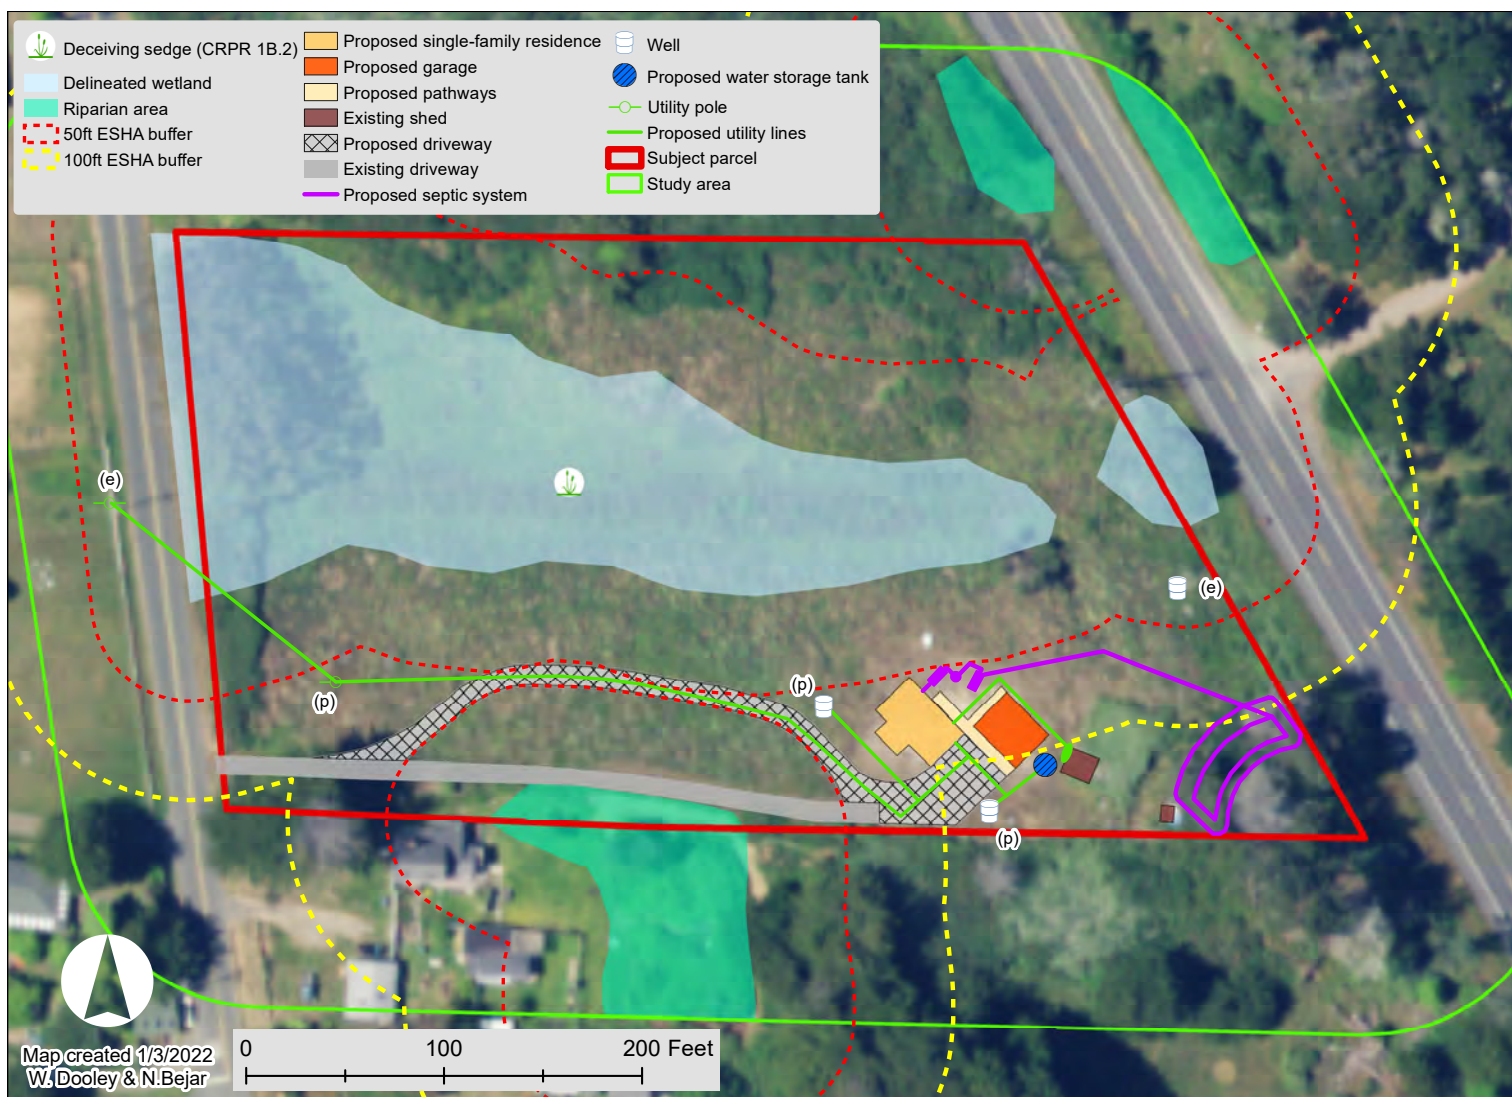 Deceiving sedge (CRPR 1B.2)
Delineated wetland
Riparian area
50ft ESHA buffer
100ft ESHA buffer
Proposed single-family residence
Proposed garage
Proposed pathways
Existing shed
Proposed driveway
Existing driveway
Proposed septic system
Well
Proposed water storage tank
Utility pole
Proposed utility lines
Subject parcel
Study area
(e)
(e)
(p)
(p)
(p)
Map created 1/3/2022
W. Dooley & N.Bejar
0 100 200 Feet